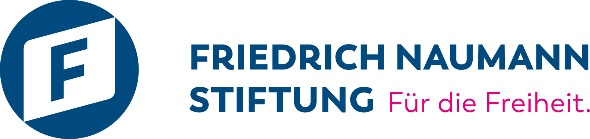 F
FRIEDRICH NAUMANN
STIFTUNG Für die Freiheit.